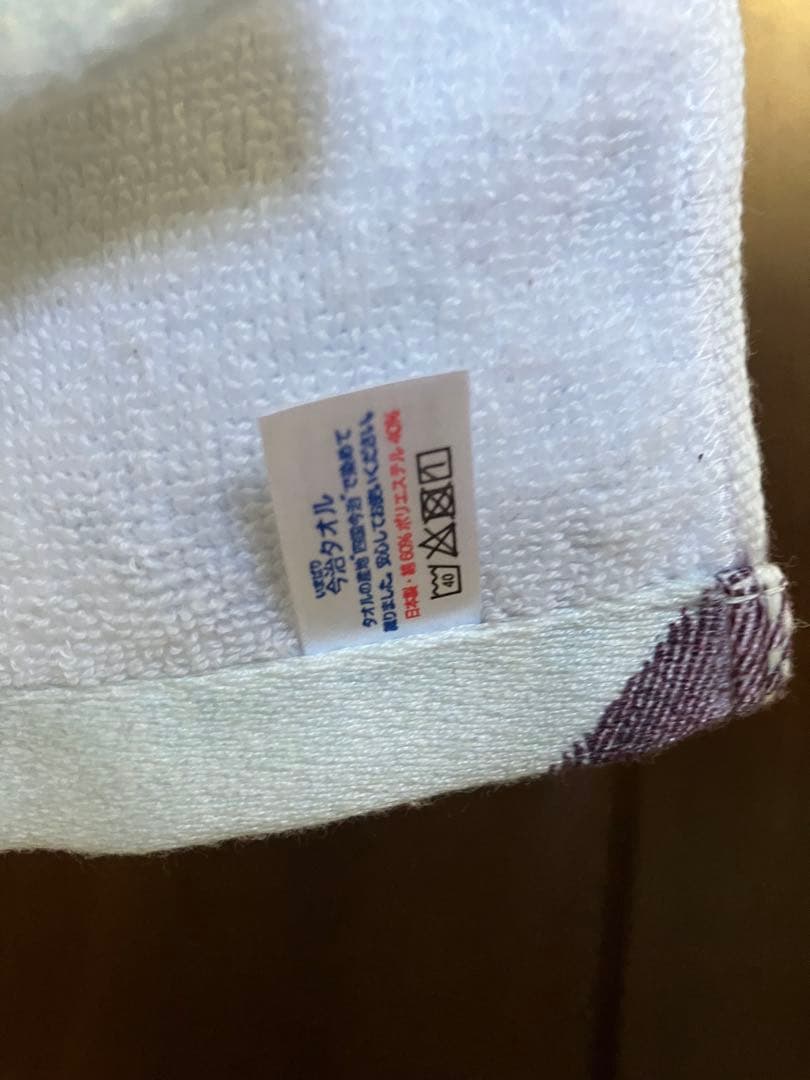 いまばり
今治タオル
タオルの産地"四国今治"で染めて
織りました。安心してお使いください。
日本製・綿60% ポリエステル40%
40